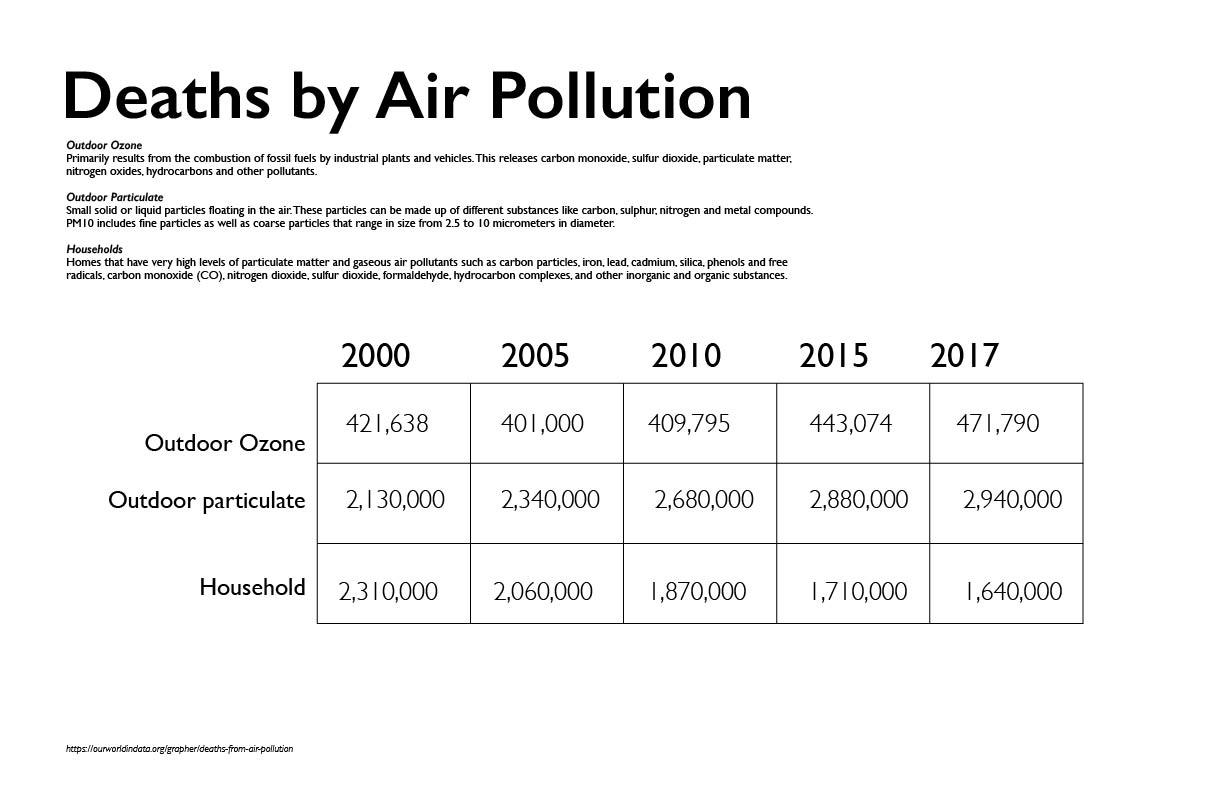 Deaths by Air Pollution
Outdoor Ozone
Primarily results from the combustion of fossil fuels by industrial plants and vehicles. This releases carbon monoxide, sulfur dioxide, particulate matter,
nitrogen oxides, hydrocarbons and other pollutants.
Outdoor Particulate
Small solid or liquid particles floating in the air. These particles can be made up of different substances like carbon, sulphur, nitrogen and metal compounds.
PM10 includes fine particles as well as coarse particles that range in size from 2.5 to 10 micrometers in diameter.
Households
Homes that have very high levels of particulate matter and gaseous air pollutants such as carbon particles, iron, lead, cadmium, silica, phenols and free
radicals, carbon monoxide (CO), nitrogen dioxide, sulfur dioxide, formaldehyde, hydrocarbon complexes, and other inorganic and organic substances.
2000 2005 2010 2015 2017
Outdoor Ozone 421,638 401,000 409,795 443,074 471,790
Outdoor particulate 2,130,000 2,340,000 2,680,000 2,880,000 2,940,000
Household 2,310,000 2,060,000 1,870,000 1,710,000 1,640,000
https://ourworldindata.org/grapher/deaths-from-air-pollution